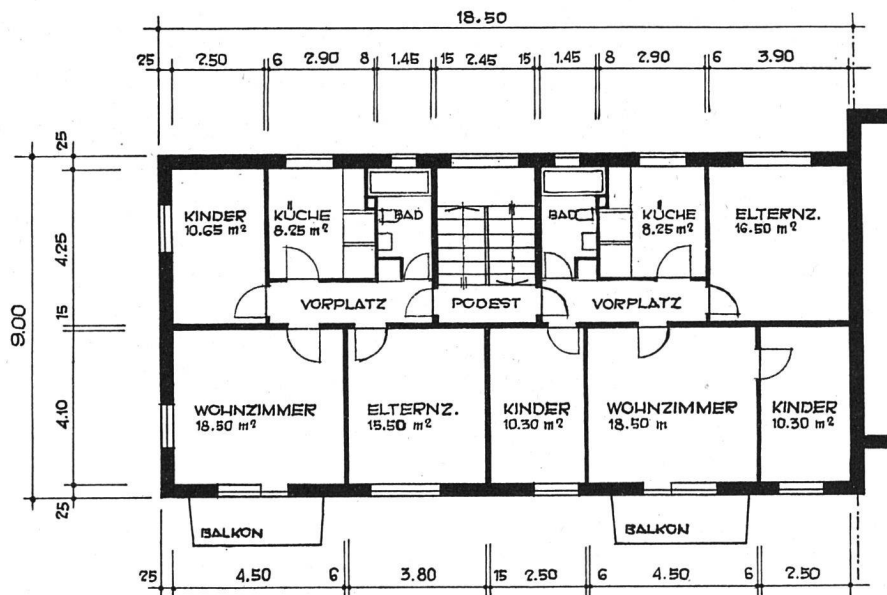 18.50
25 2.50 6 2.90 8 1.45 15 2.45 15 1.45 8 2.90 6 3.90
25
4.25
15
4.10
25
9.00
KINDER
10.65 m²
KÜCHE
8.25 m²
BAD
BAD
KÜCHE
8.25 m²
ELTERNZ.
16.50 m²
VORPLATZ
PODEST
VORPLATZ
WOHNZIMMER
18.50 m²
ELTERNZ.
15.50 m²
KINDER
10.30 m²
WOHNZIMMER
18.50 m
KINDER
10.30 m²
BALKON
BALKON
25 4.50 6 3.80 15 2.50 6 4.50 6 2.50